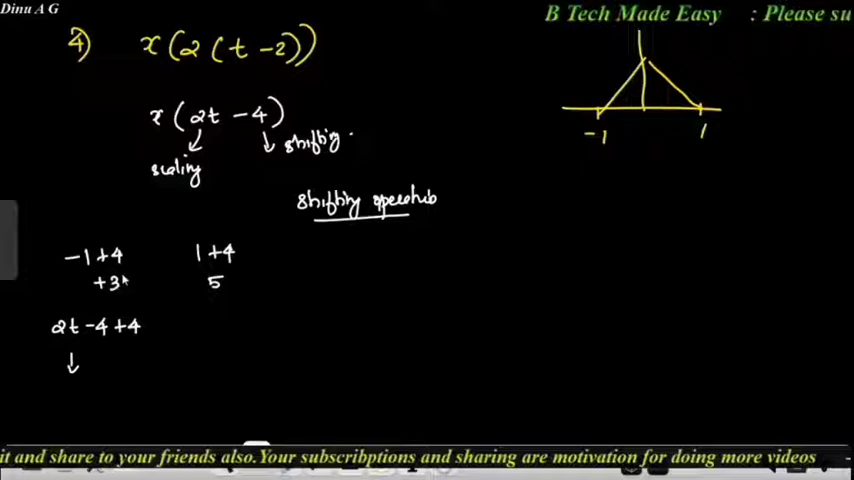 Dinu A G
B Tech Made Easy : Please su
4) x(2(t-2))
x(2t-4)
shifting.
scaling
shifting
-1 1
-1+4 1+4
+3 5
2t-4+4
it and share to your friends also.Your subscribptions and sharing are motivation for doing more videos